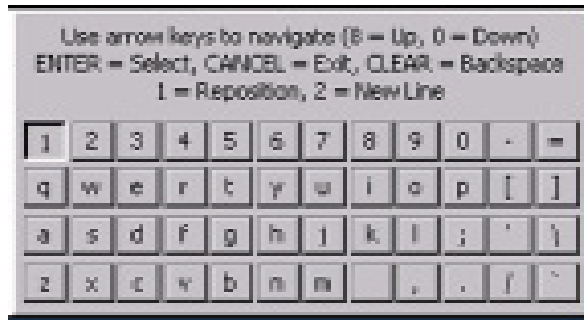 Use arrow keys to navigate (8 = Up, 0 = Down)
ENTER = Select, CANCEL = Exit, CLEAR = Backspace
1 = Reposition, 2 = New Line
1 2 3 4 5 6 7 8 9 0 - =
q w e r t y u i o p [ ]
a s d f g h j k l ; ' \
z x c v b n m , . / `